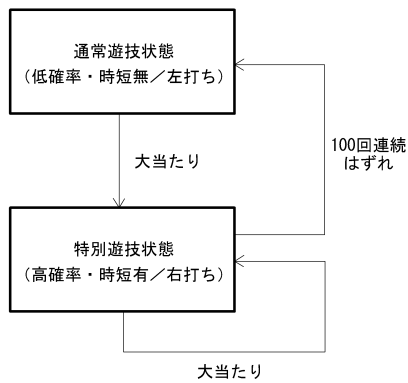 通常遊技状態
（低確率・時短無／左打ち）
大当たり
100回連続
はずれ
特別遊技状態
（高確率・時短有／右打ち）
大当たり